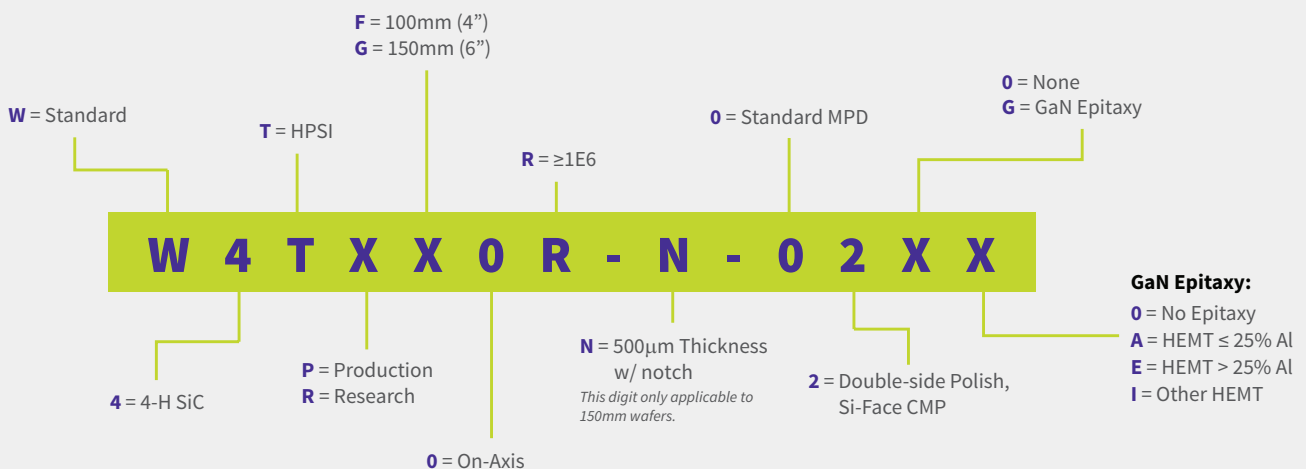 F = 100mm (4”)
G = 150mm (6”)
W = Standard
T = HPSI
R = ≥1E6
0 = Standard MPD
0 = None
G = GaN Epitaxy
W 4 T X X 0 R - N - 0 2 X X
4 = 4-H SiC
P = Production
R = Research
0 = On-Axis
N = 500μm Thickness
w/ notch
This digit only applicable to
150mm wafers.
2 = Double-side Polish,
Si-Face CMP
GaN Epitaxy:
0 = No Epitaxy
A = HEMT ≤ 25% Al
E = HEMT > 25% Al
I = Other HEMT